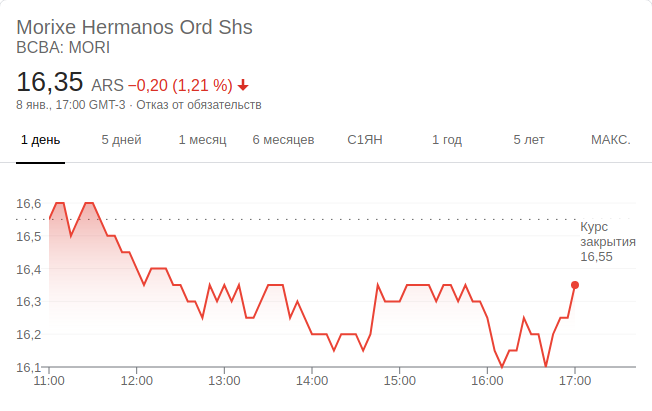 Morixe Hermanos Ord Shs
BCBA: MORI
16,35 ARS −0,20 (1,21 %)
8 янв., 17:00 GMT-3 · Отказ от обязательств
1 день 5 дней 1 месяц 6 месяцев С1ЯН 1 год 5 лет МАКС.
16,6
16,5
16,4
16,3
16,2
16,1
Курс
закрытия
16,55
11:00 12:00 13:00 14:00 15:00 16:00 17:00